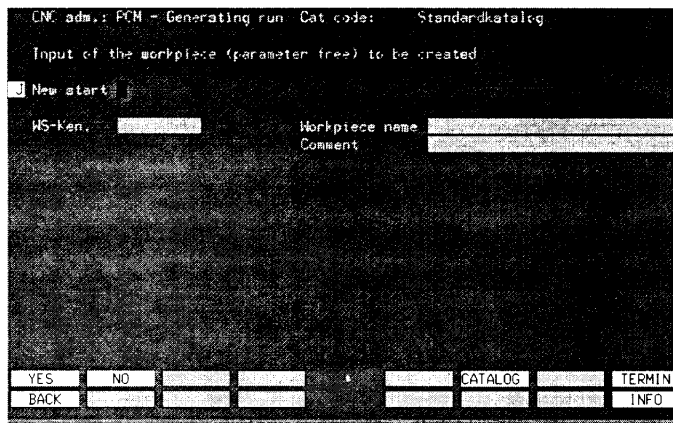 CNC adm.: PCM - Generating run Cat code: Standardkatalog
Input of the workpiece (parameter free) to be created
J New start
WS-Ken. Workpiece name
Comment
YES NO CATALOG TERMIN
BACK INFO